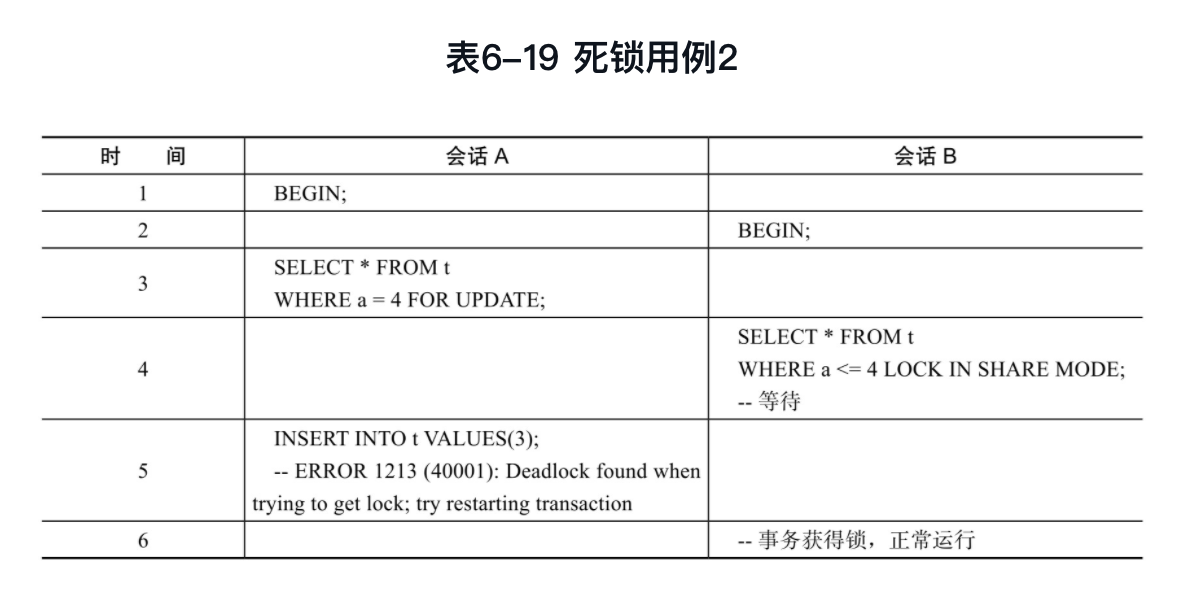 表6–19 死锁用例2
时 间 会话 A 会话 B
1 BEGIN;
2 BEGIN;
3 SELECT * FROM t
WHERE a = 4 FOR UPDATE;
4 SELECT * FROM t
WHERE a <= 4 LOCK IN SHARE MODE;
-- 等待
5 INSERT INTO t VALUES(3);
-- ERROR 1213 (40001): Deadlock found when
trying to get lock; try restarting transaction
6 -- 事务获得锁，正常运行